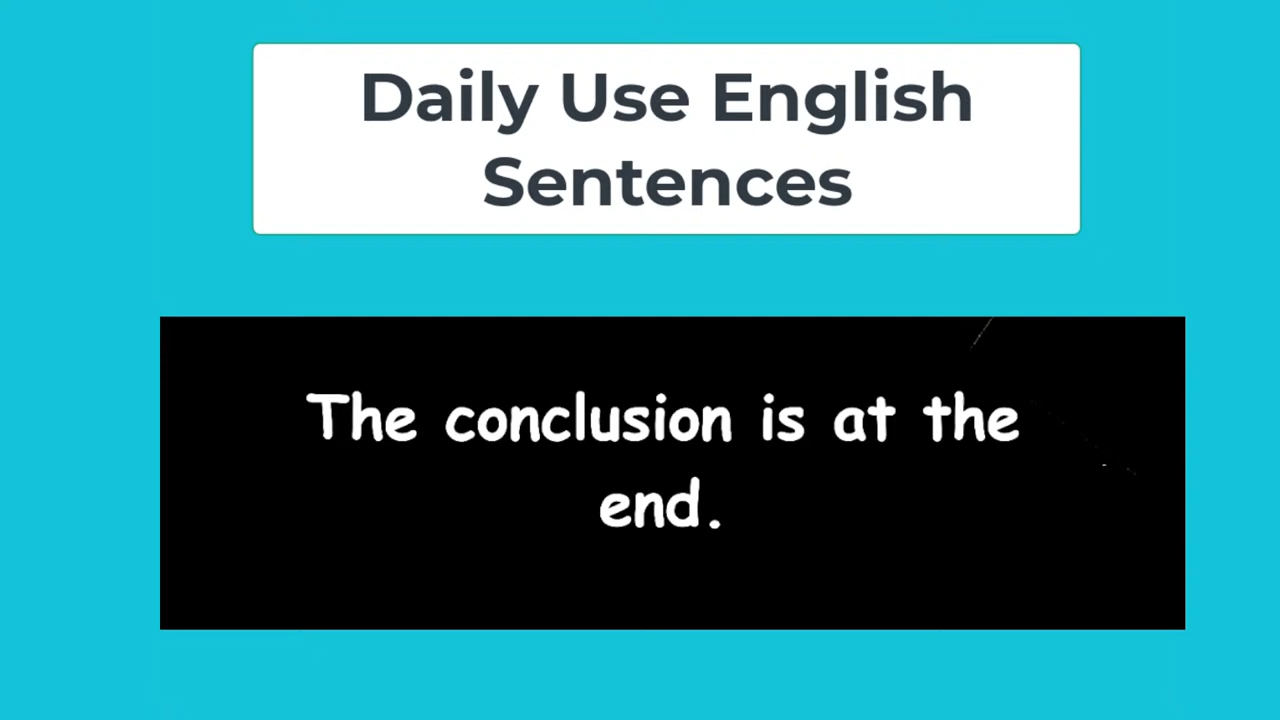 Daily Use English
Sentences
The conclusion is at the
end.